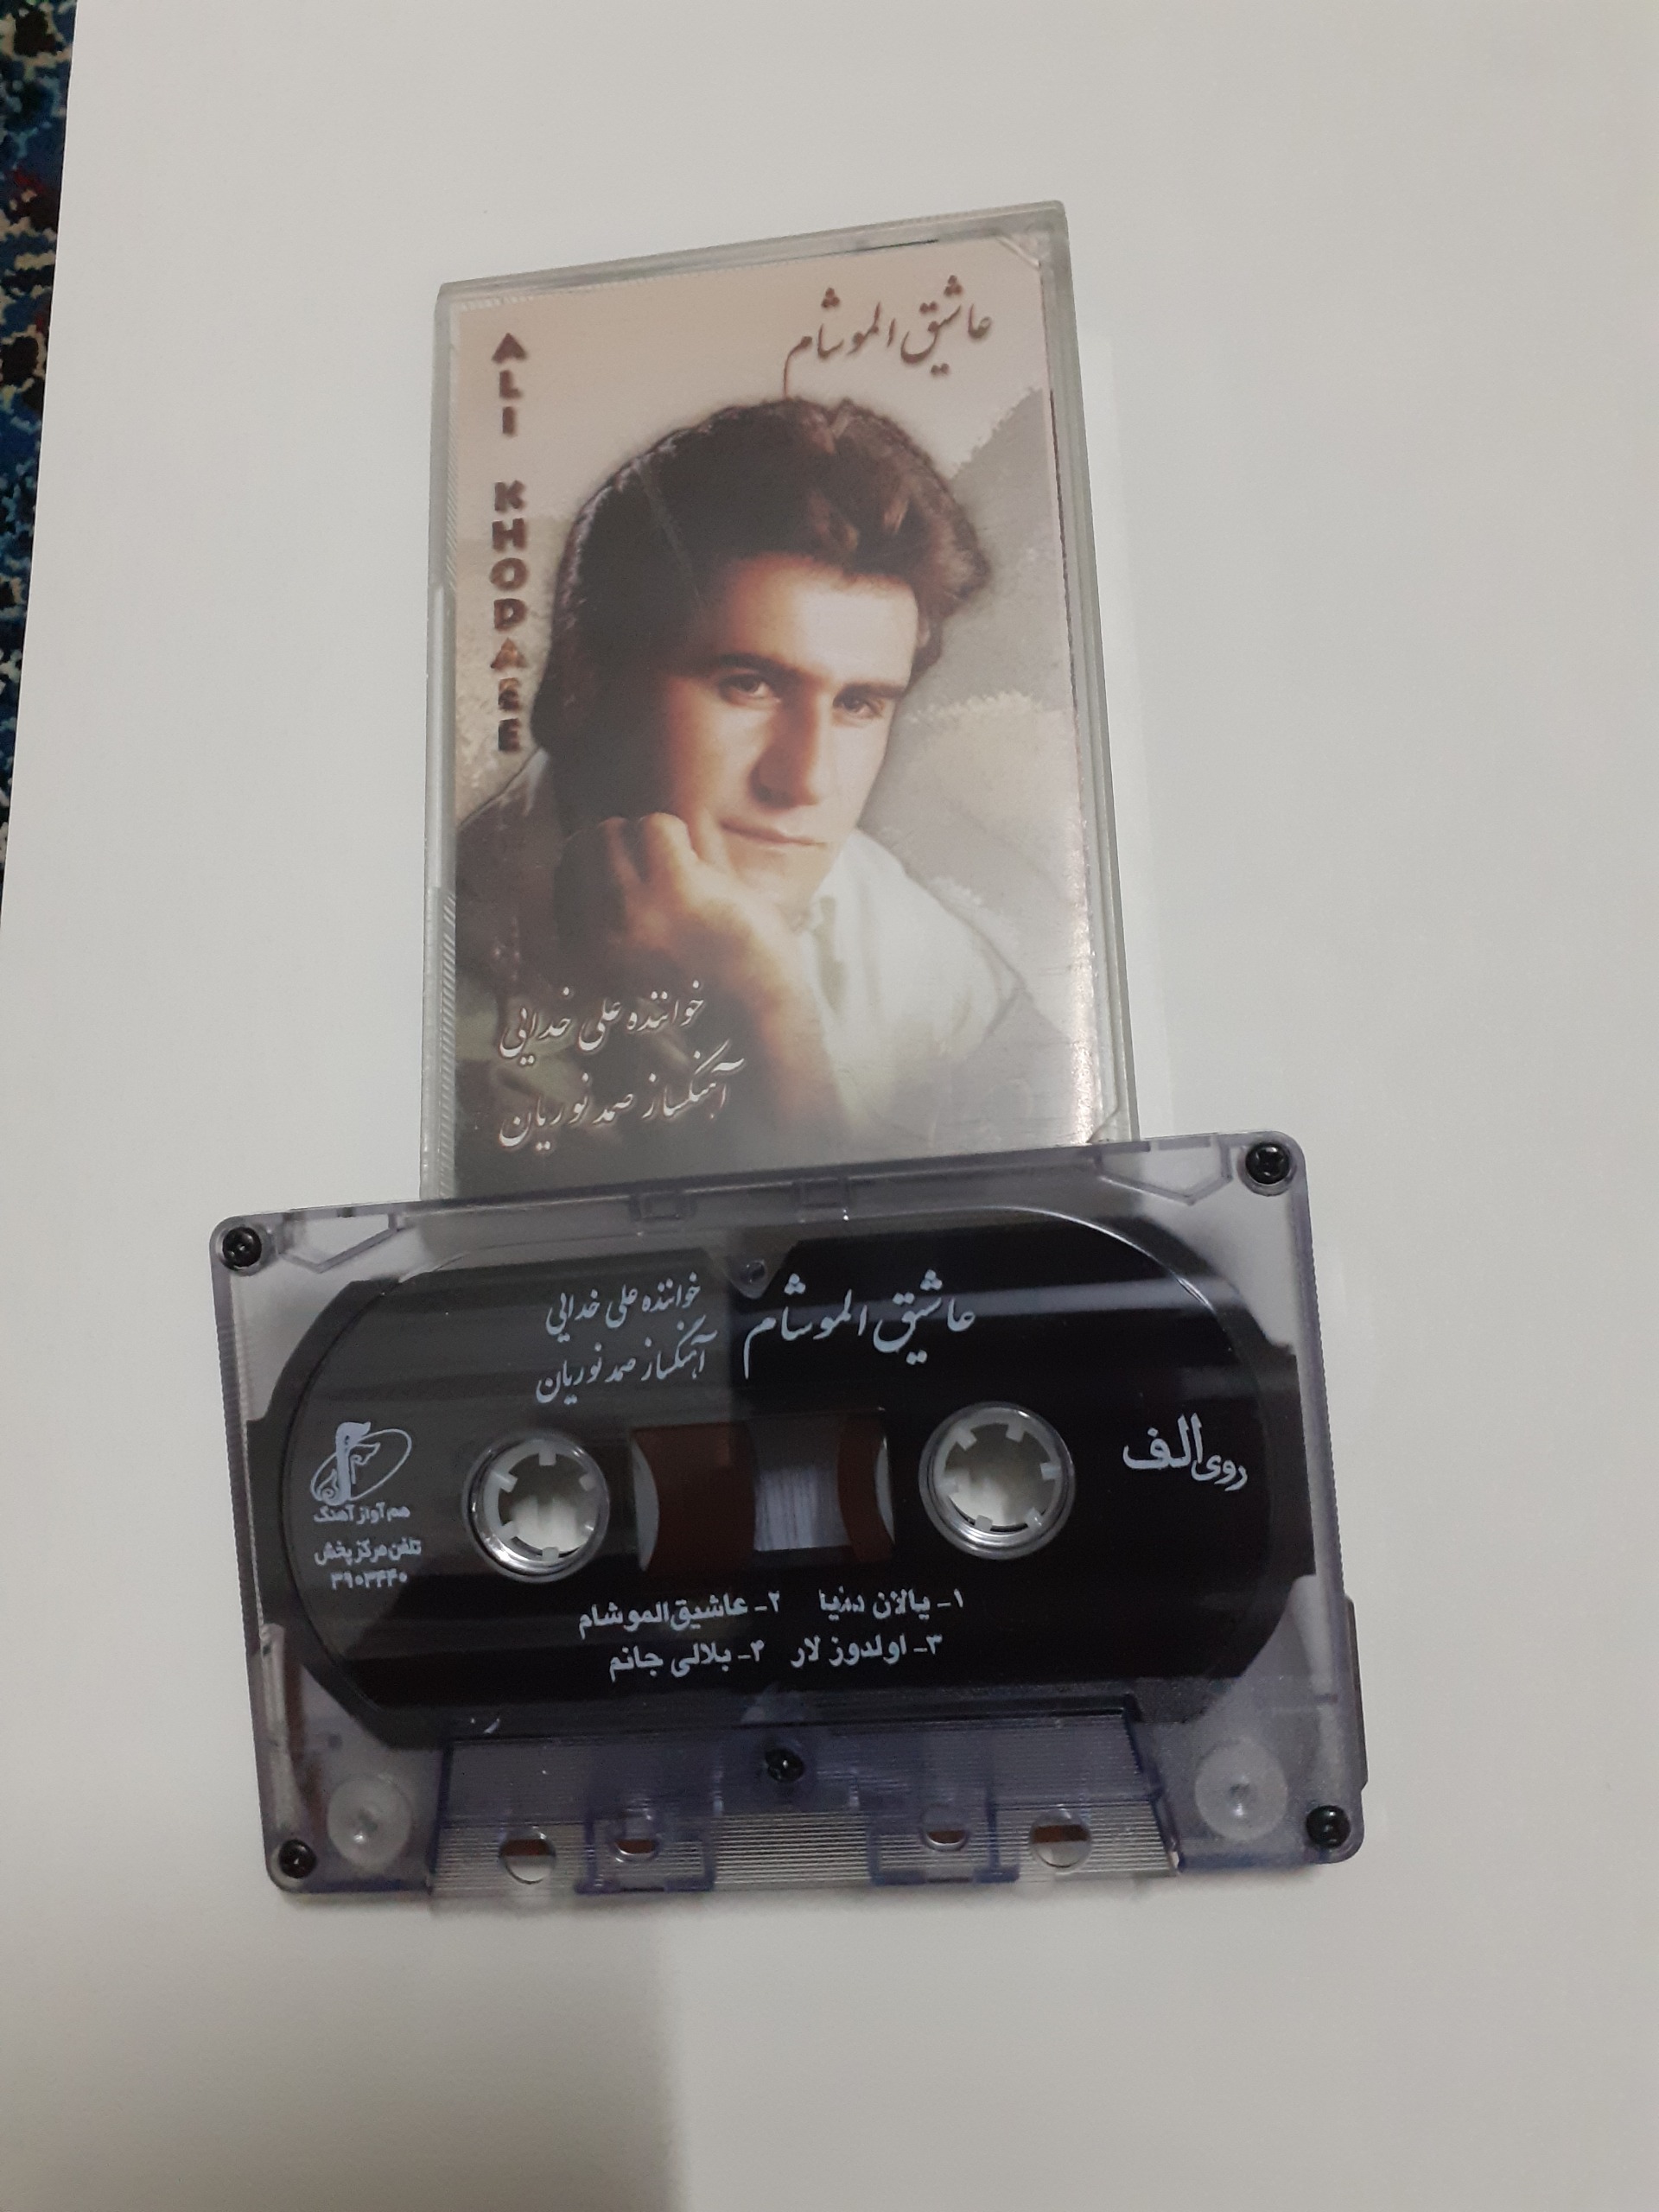 عاشیق الموشام
ALI KHODAEE
خواننده علی خدایی
آهنگساز صمد نوریان
عاشیق الموشام
خواننده علی خدایی
آهنگساز صمد نوریان
روی الف
هم آواز آهنگ
تلفن مرکز پخش
۳۹۰۳۴۴۰
۱- یالان دنیا ۲- عاشیق الموشام
۳- اولدوز لار ۴- بلالی جانم